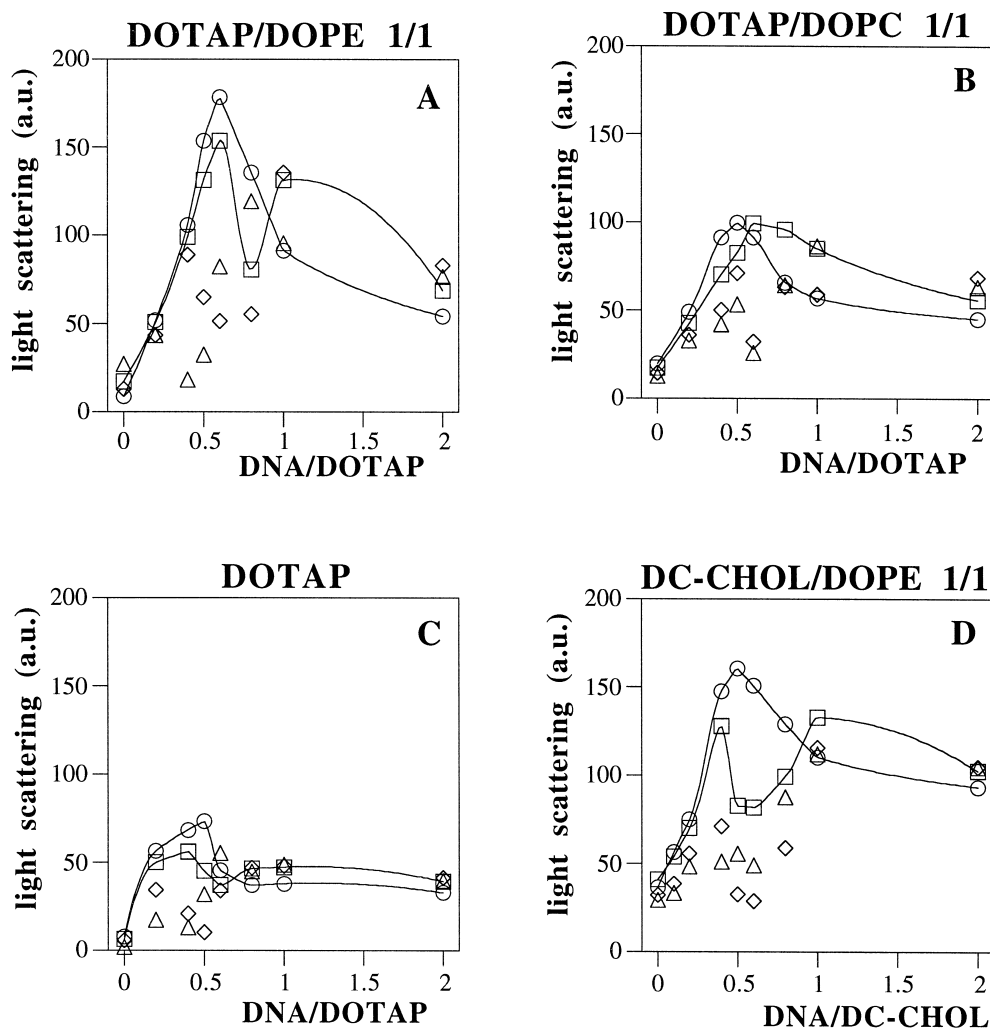 DOTAP/DOPE 1/1
A
light scattering (a.u.)
200
150
100
50
0
0 0.5 1 1.5 2
DNA/DOTAP
DOTAP/DOPC 1/1
B
light scattering (a.u.)
200
150
100
50
0
0 0.5 1 1.5 2
DNA/DOTAP
DOTAP
C
light scattering (a.u.)
200
150
100
50
0
0 0.5 1 1.5 2
DNA/DOTAP
DC-CHOL/DOPE 1/1
D
light scattering (a.u.)
200
150
100
50
0
0 0.5 1 1.5 2
DNA/DC-CHOL